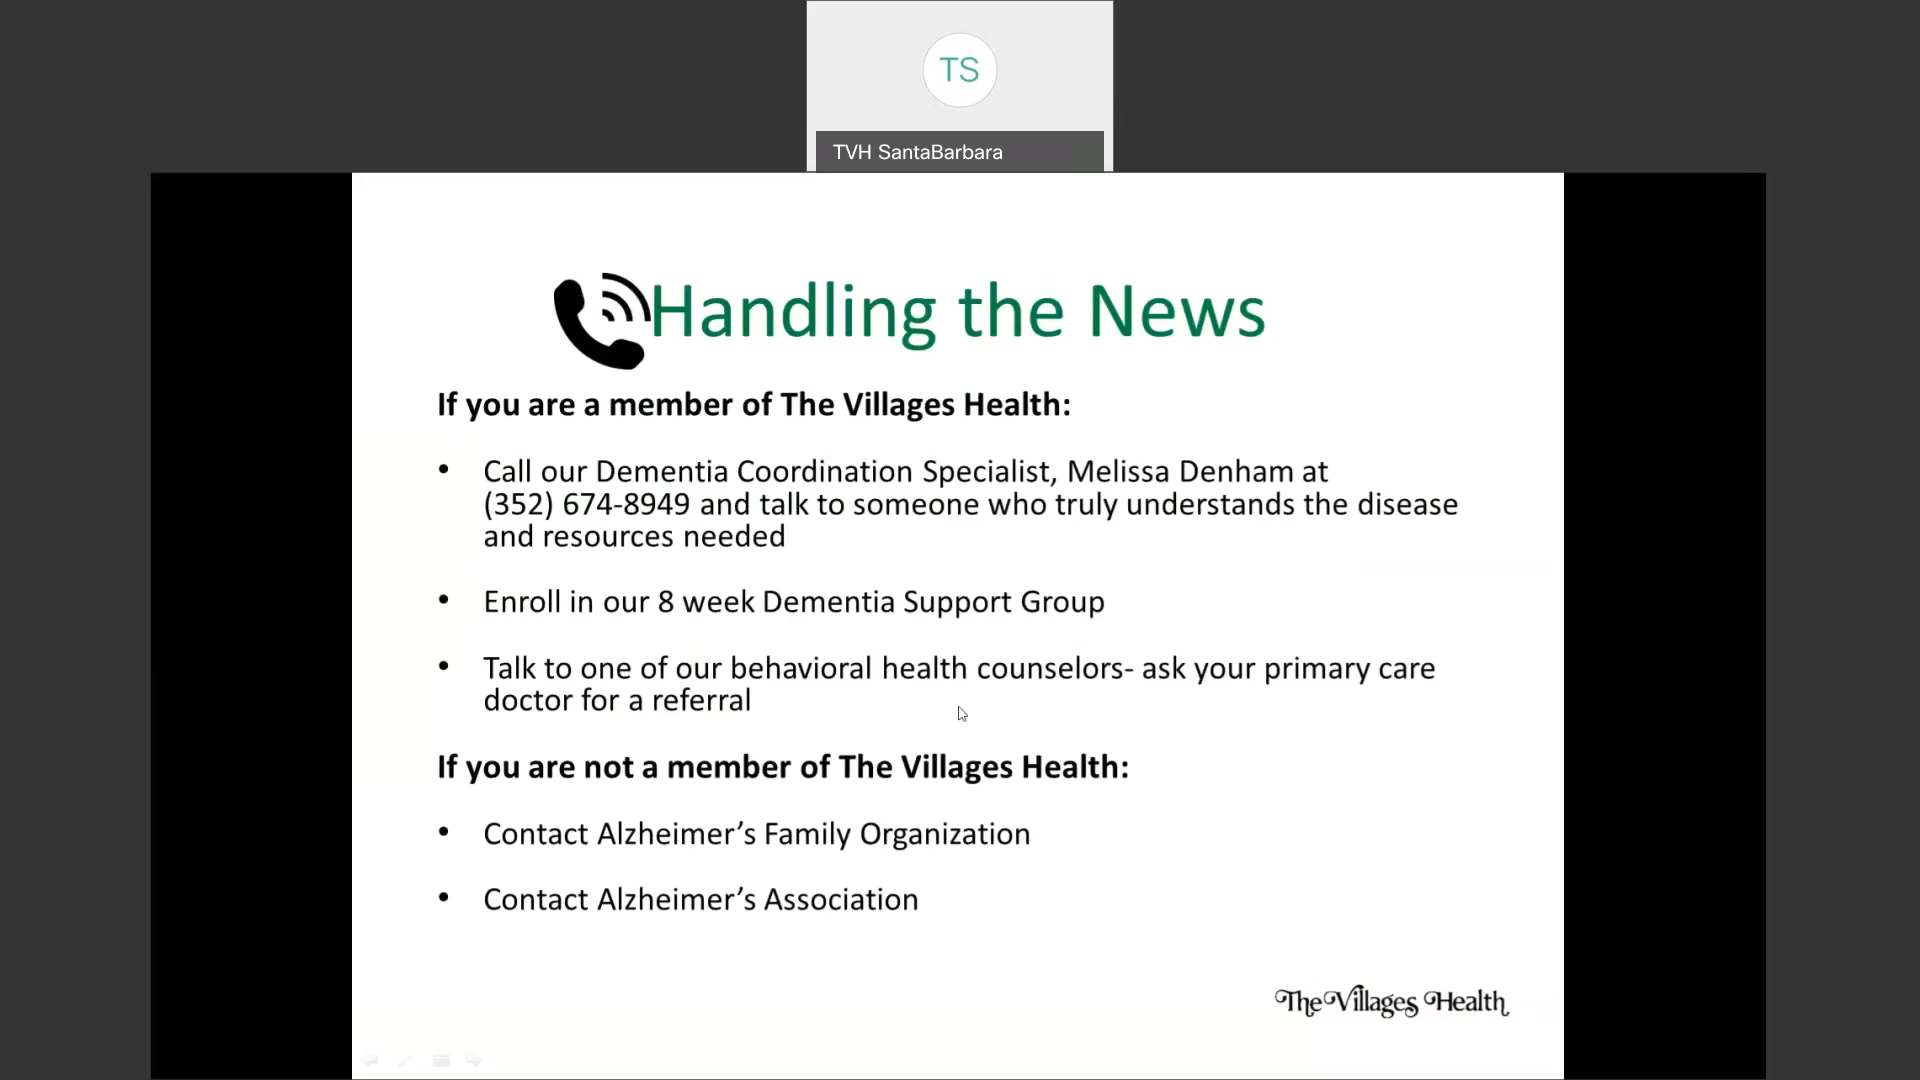 TS
TVH SantaBarbara
Handling the News
If you are a member of The Villages Health:
• Call our Dementia Coordination Specialist, Melissa Denham at
(352) 674-8949 and talk to someone who truly understands the disease
and resources needed
• Enroll in our 8 week Dementia Support Group
• Talk to one of our behavioral health counselors- ask your primary care
doctor for a referral
If you are not a member of The Villages Health:
• Contact Alzheimer’s Family Organization
• Contact Alzheimer’s Association
The Villages Health